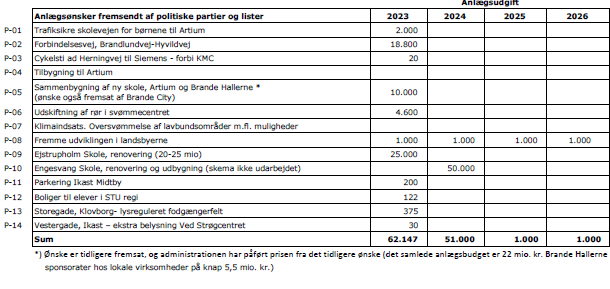 Anlægsudgift
Anlægsønsker fremsendt af politiske partier og lister 2023 2024 2025 2026
P-01 Trafiksikre skolevejen for børnene til Artium 2.000
P-02 Forbindelsesvej, Brandlundvej-Hyvildvej 18.800
P-03 Cykelsti ad Herningvej til Siemens - forbi KMC 20
P-04 Tilbygning til Artium
P-05 Sammenbygning af ny skole, Artium og Brande Hallerne * 10.000
(ønske også fremsat af Brande City)
P-06 Udskiftning af rør i svømmecentret 4.600
P-07 Klimaindsats. Oversvømmelse af lavbundsområder m.fl. muligheder
P-08 Fremme udviklingen i landsbyerne 1.000 1.000 1.000 1.000
P-09 Ejstrupholm Skole, renovering (20-25 mio) 25.000
P-10 Engesvang Skole, renovering og udbygning (skema ikke udarbejdet) 50.000
P-11 Parkering Ikast Midtby 200
P-12 Boliger til elever i STU regi 122
P-13 Storegade, Klovborg- lysreguleret fodgængerfelt 375
P-14 Vestergade, Ikast – ekstra belysning Ved Strøgcentret 30
Sum 62.147 51.000 1.000 1.000
*) Ønske er tidligere fremsat, og administrationen har påført prisen fra det tidligere ønske (det samlede anlægsbudget er 22 mio. kr. Brande Hallerne
sponsorater hos lokale virksomheder på knap 5,5 mio. kr.)